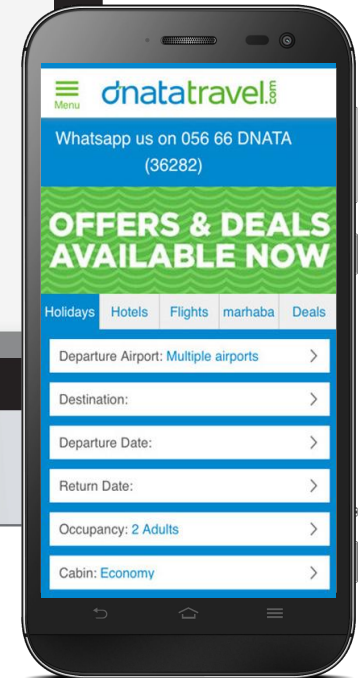 Menu
dnatatravel.com
Whatsapp us on 056 66 DNATA
(36282)
OFFERS & DEALS
AVAILABLE NOW
Holidays Hotels Flights marhaba Deals
Departure Airport: Multiple airports
Destination:
Departure Date:
Return Date:
Occupancy: 2 Adults
Cabin: Economy